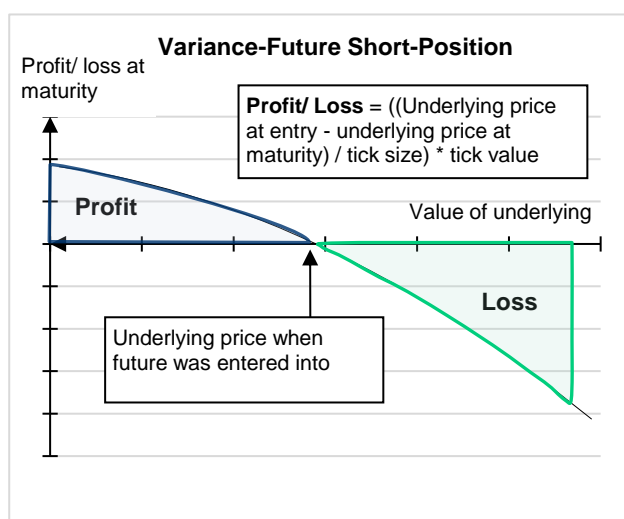 Variance-Future Short-Position
Profit/ loss at
maturity
Profit/ Loss = ((Underlying price
at entry - underlying price at
maturity) / tick size) * tick value
Profit
Value of underlying
Loss
Underlying price when
future was entered into